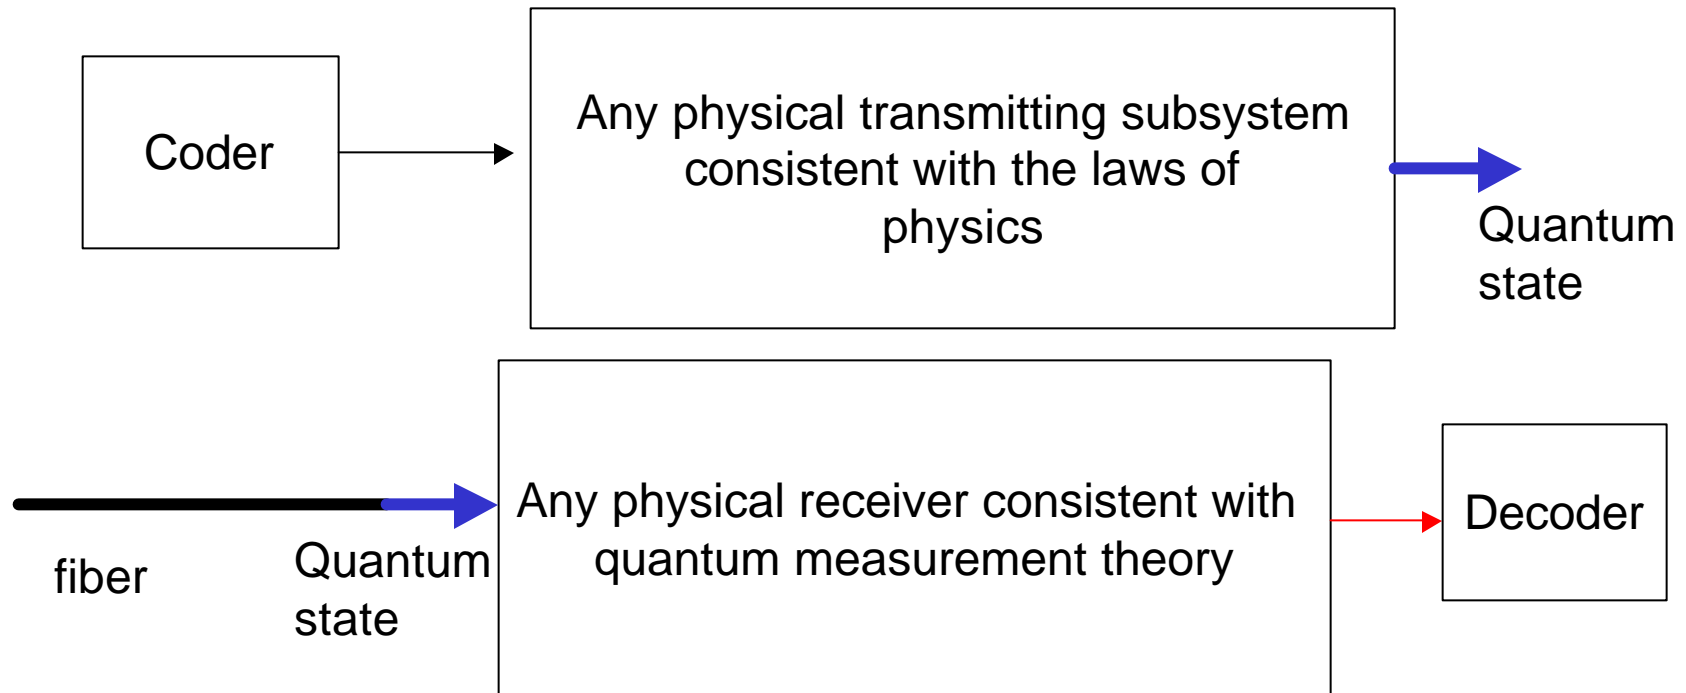 Coder
Any physical transmitting subsystem
consistent with the laws of
physics
Quantum
state
fiber
Quantum
state
Any physical receiver consistent with
quantum measurement theory
Decoder